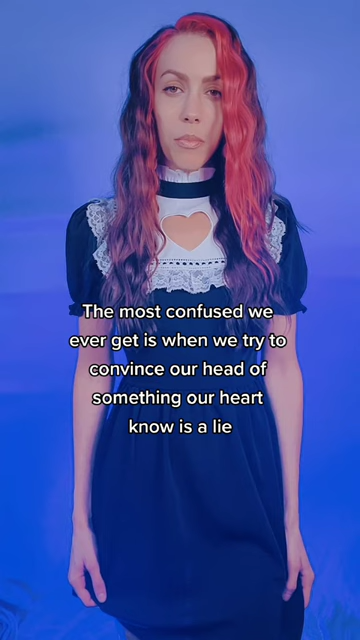 The most confused we
ever get is when we try to
convince our head of
something our heart
know is a lie